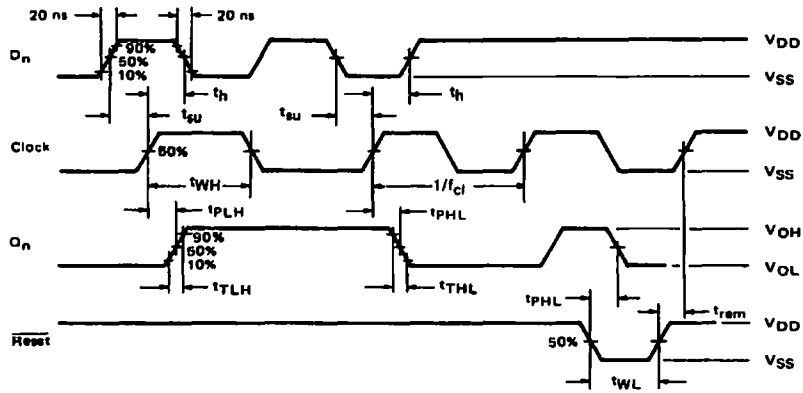 20 ns 20 ns
Dn 90% 50% 10% VDD VSS
th tsu tsu th
Clock 50% VDD VSS
tWH 1/fcl
tPLH tPHL
Qn 90% 50% 10% VOH VOL
tTLH tTHL tPHL trem
Reset 50% VDD VSS
tWL